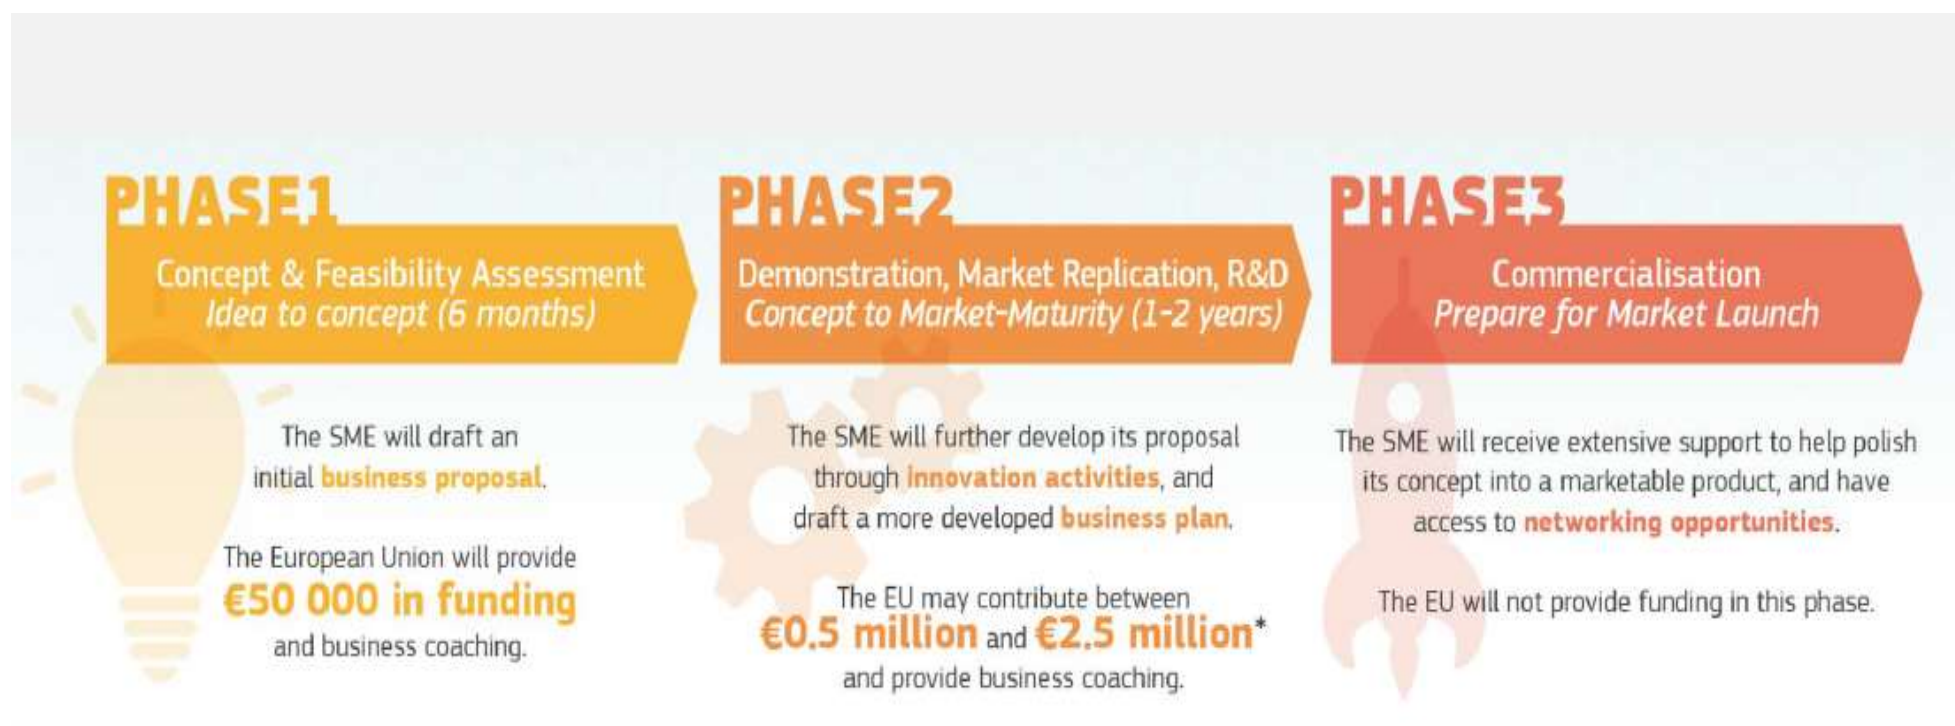 PHASE1
Concept & Feasibility Assessment
Idea to concept (6 months)
The SME will draft an
initial business proposal.
The European Union will provide
€50 000 in funding
and business coaching.
PHASE2
Demonstration, Market Replication, R&D
Concept to Market-Maturity (1-2 years)
The SME will further develop its proposal
through innovation activities, and
draft a more developed business plan.
The EU may contribute between
€0.5 million and €2.5 million*
and provide business coaching.
PHASE3
Commercialisation
Prepare for Market Launch
The SME will receive extensive support to help polish
its concept into a marketable product, and have
access to networking opportunities.
The EU will not provide funding in this phase.